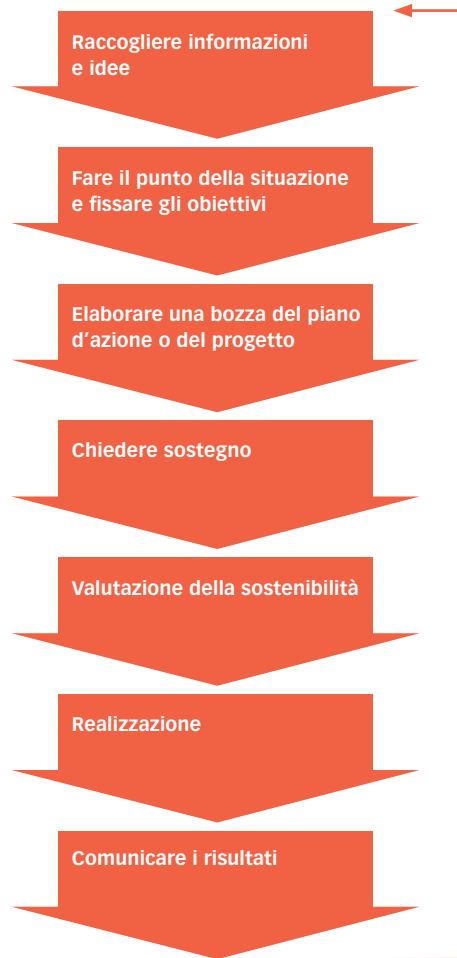 Raccogliere informazioni
e idee
Fare il punto della situazione
e fissare gli obiettivi
Elaborare una bozza del piano
d’azione o del progetto
Chiedere sostegno
Valutazione della sostenibilità
Realizzazione
Comunicare i risultati